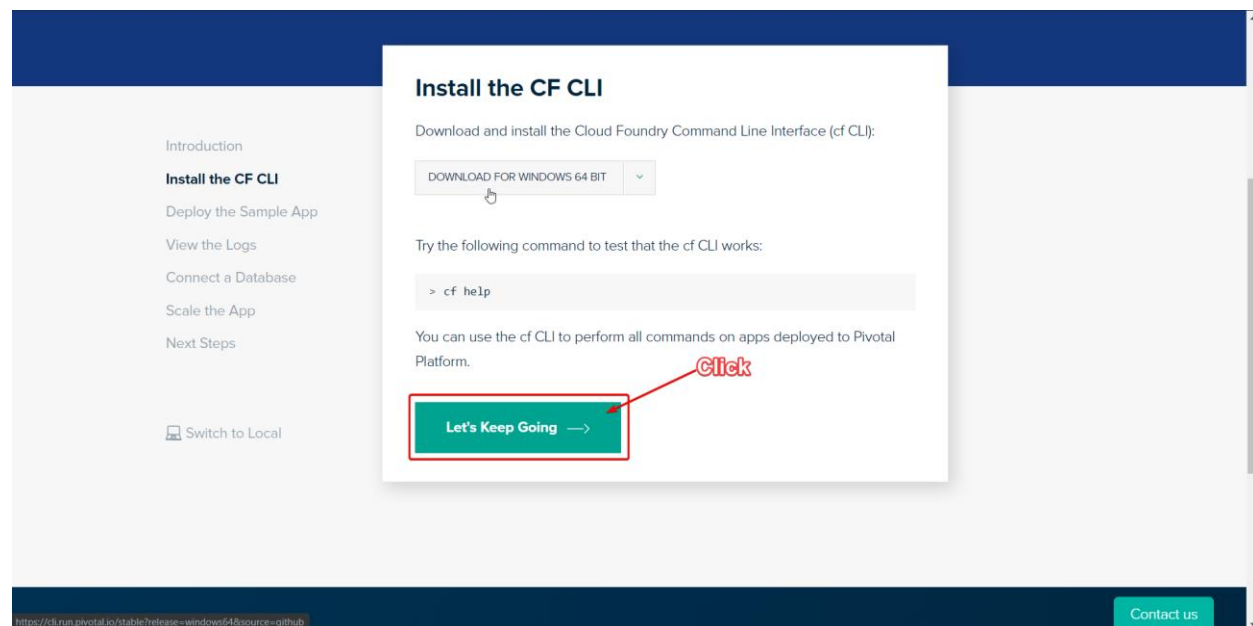 Install the CF CLI
Download and install the Cloud Foundry Command Line Interface (cf CLI):
DOWNLOAD FOR WINDOWS 64 BIT
Try the following command to test that the cf CLI works:
> cf help
You can use the cf CLI to perform all commands on apps deployed to Pivotal
Platform.
Click
Let's Keep Going
Introduction
Install the CF CLI
Deploy the Sample App
View the Logs
Connect a Database
Scale the App
Next Steps
Switch to Local
Contact us
https://cli.run.pivotal.io/stable?release=windows64&source=github